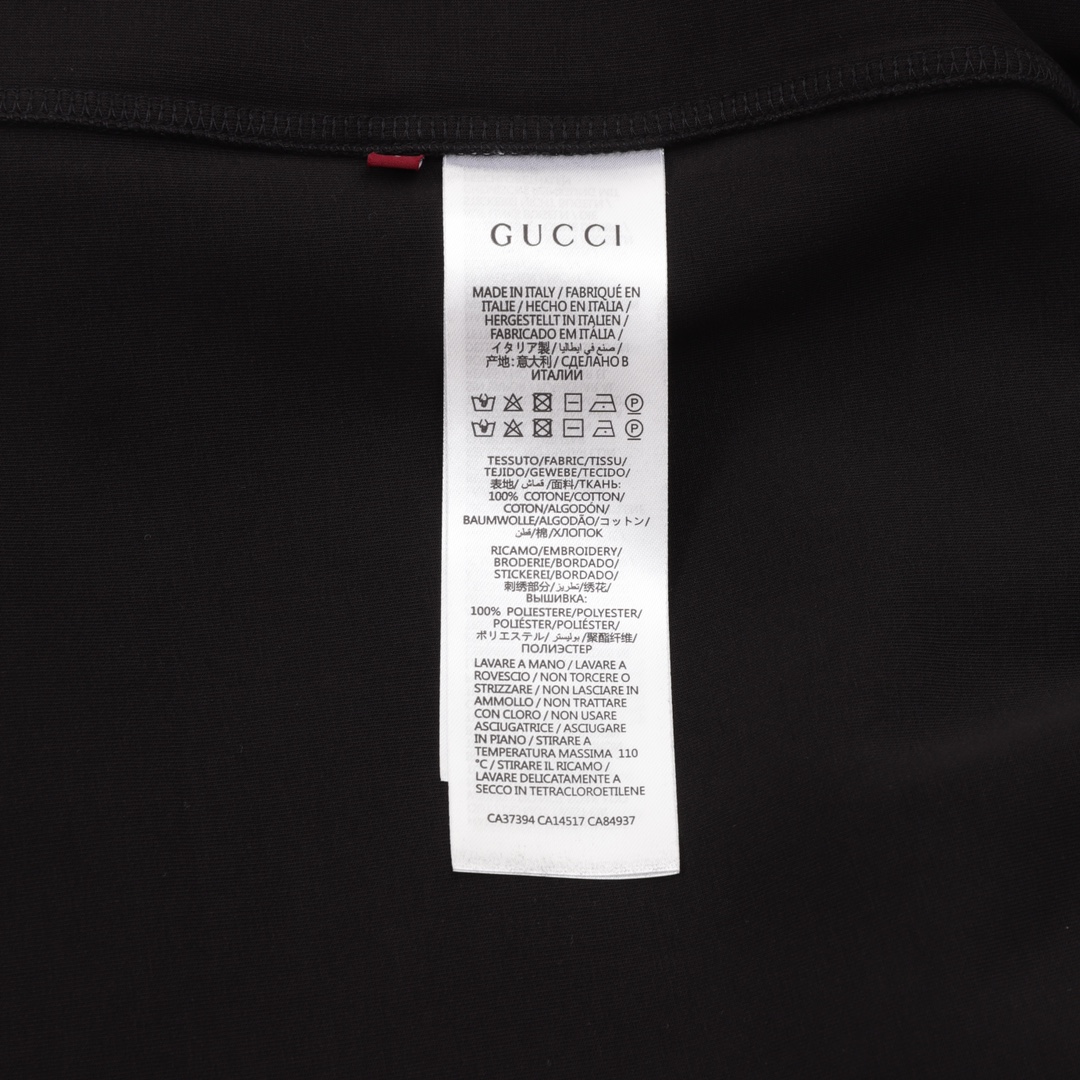 GUCCI
MADE IN ITALY / FABRIQUÉ EN
ITALIE / HECHO EN ITALIA /
HERGESTELLT IN ITALIEN /
FABRICADO EM ITÁLIA /
イタリア製 / صنع في ايطاليا /
产地: 意大利 / СДЕЛАНО В
ИТАЛИИ
P
P
TESSUTO/FABRIC/TISSU/
TEJIDO/GEWEBE/TECIDO/
表地/ قماش /面料/ТКАНЬ:
100% COTONE/COTTON/
COTON/ALGODÓN/
BAUMWOLLE/ALGODÃO/コットン/
قطن/棉/ХЛОПОК
RICAMO/EMBROIDERY/
BRODERIE/BORDADO/
STICKEREI/BORDADO/
刺绣部分/تطريز/绣花/
ВЫШИВКА:
100% POLIESTERE/POLYESTER/
POLIÉSTER/POLIÉSTER/
ポリエステル/ بوليستر /聚酯纤维/
ПОЛИЭСТЕР
LAVARE A MANO / LAVARE A
ROVESCIO / NON TORCERE O
STRIZZARE / NON LASCIARE IN
AMMOLLO / NON TRATTARE
CON CLORO / NON USARE
ASCIUGATRICE / ASCIUGARE
IN PIANO / STIRARE A
TEMPERATURA MASSIMA 110
°C / STIRARE IL RICAMO /
LAVARE DELICATAMENTE A
SECCO IN TETRACLOROETILENE
CA37394 CA14517 CA84937